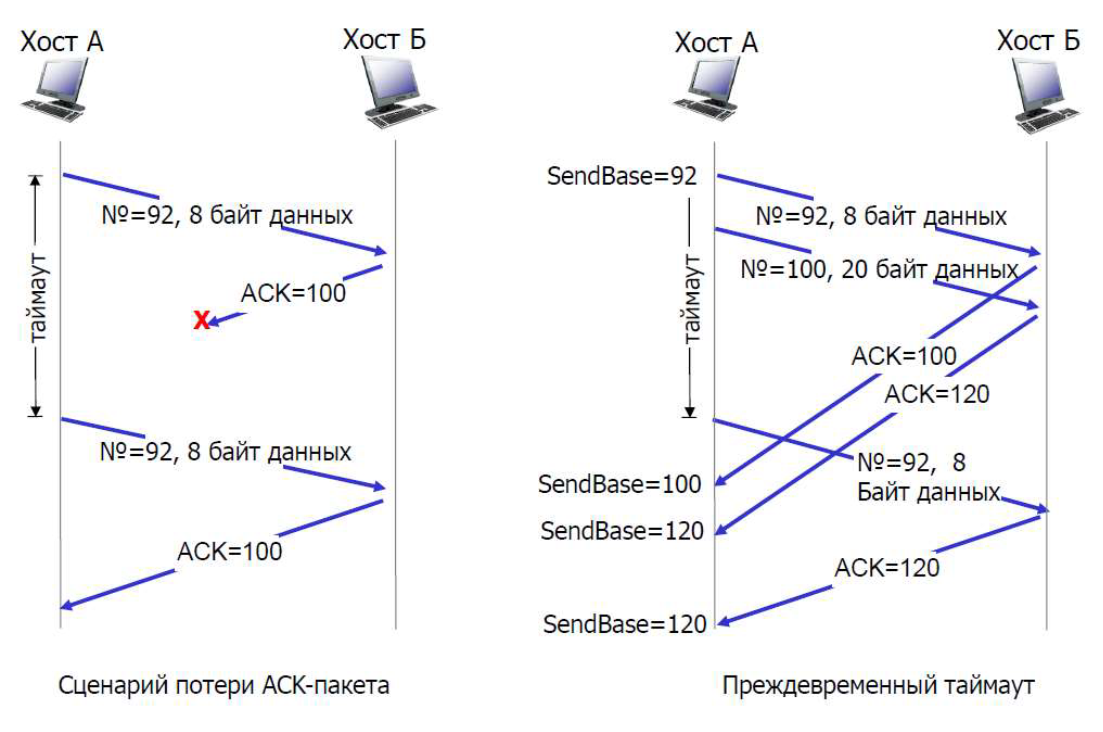 Хост А
Хост Б
№=92, 8 байт данных
ACK=100
X
таймаут
№=92, 8 байт данных
ACK=100
Сценарий потери ACK-пакета
Хост А
Хост Б
SendBase=92
№=92, 8 байт данных
№=100, 20 байт данных
таймаут
ACK=100
ACK=120
№=92, 8
Байт данных
SendBase=100
SendBase=120
ACK=120
SendBase=120
Преждевременный таймаут